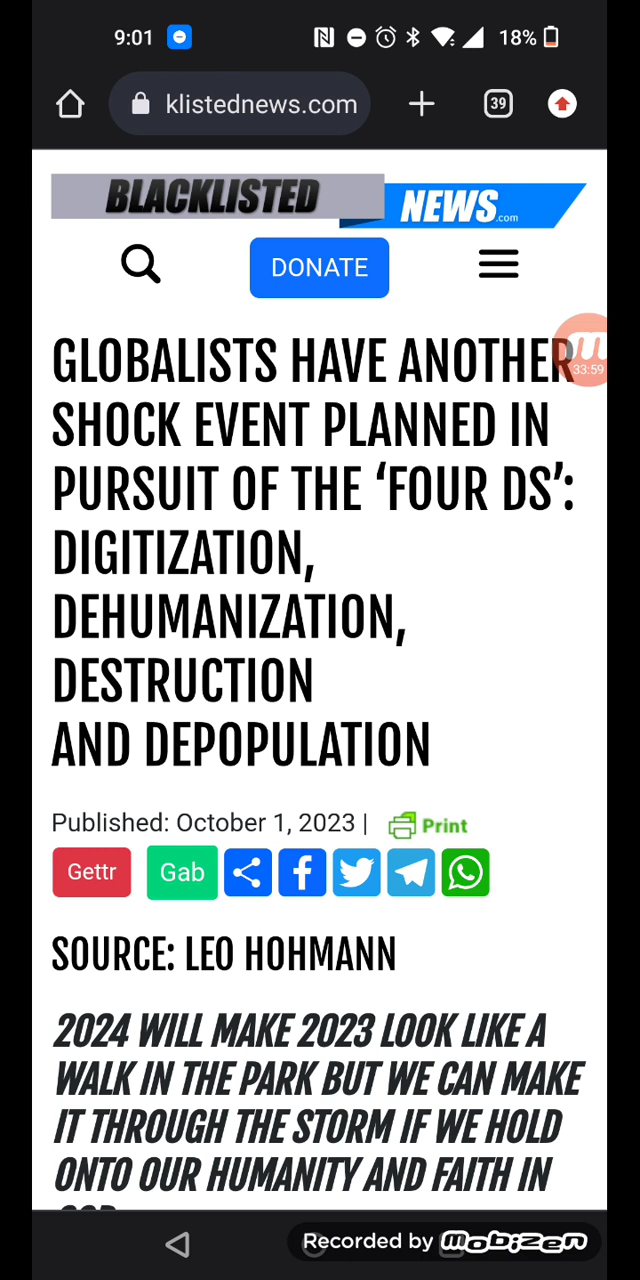 9:01
18%
klistednews.com
39
BLACKLISTED
NEWS.com
DONATE
m
33:59
GLOBALISTS HAVE ANOTHER
SHOCK EVENT PLANNED IN
PURSUIT OF THE ‘FOUR DS’:
DIGITIZATION,
DEHUMANIZATION,
DESTRUCTION
AND DEPOPULATION
Published: October 1, 2023 | Print
Gettr Gab
SOURCE: LEO HOHMANN
2024 WILL MAKE 2023 LOOK LIKE A
WALK IN THE PARK BUT WE CAN MAKE
IT THROUGH THE STORM IF WE HOLD
ONTO OUR HUMANITY AND FAITH IN
Recorded by mobizen